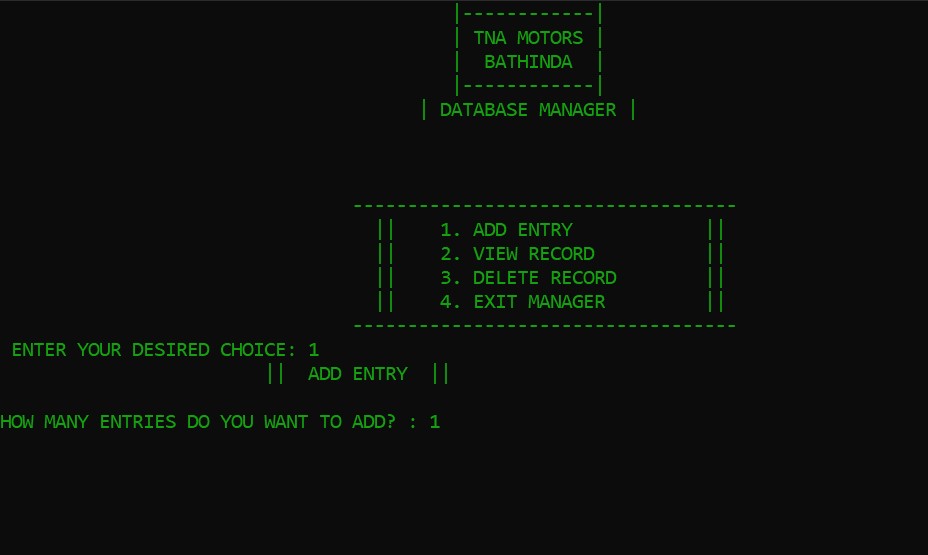 |------------|
| TNA MOTORS |
|  BATHINDA  |
|------------|
| DATABASE MANAGER |
-----------------------------------
||    1. ADD ENTRY            ||
||    2. VIEW RECORD          ||
||    3. DELETE RECORD        ||
||    4. EXIT MANAGER         ||
-----------------------------------
ENTER YOUR DESIRED CHOICE: 1
||  ADD ENTRY  ||
HOW MANY ENTRIES DO YOU WANT TO ADD? : 1